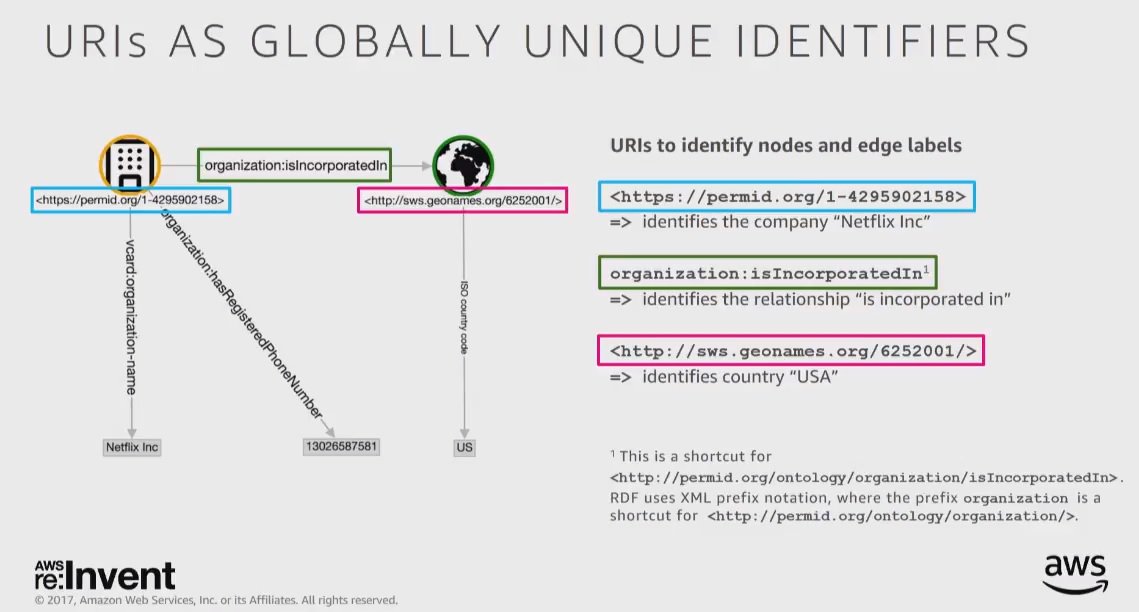 URIs AS GLOBALLY UNIQUE IDENTIFIERS
organization:isIncorporatedIn
<https://permid.org/1-4295902158>
<http://sws.geonames.org/6252001/>
vcard:organization-name
organization:hasRegisteredPhoneNumber
ISO country code
Netflix Inc
13026587581
US
URIs to identify nodes and edge labels
<https://permid.org/1-4295902158>
=> identifies the company “Netflix Inc”
organization:isIncorporatedIn¹
=> identifies the relationship “is incorporated in”
<http://sws.geonames.org/6252001/>
=> identifies country “USA”
¹ This is a shortcut for
<http://permid.org/ontology/organization/isIncorporatedIn>.
RDF uses XML prefix notation, where the prefix organization is a
shortcut for <http://permid.org/ontology/organization/>.
AWS
re:Invent
© 2017, Amazon Web Services, Inc. or its Affiliates. All rights reserved.
aws